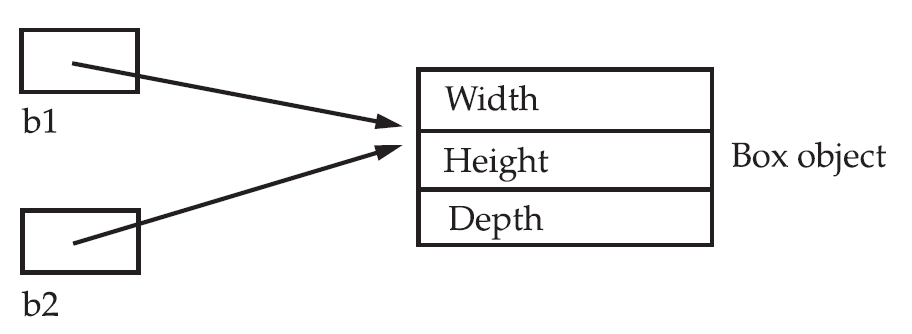 b1
Width
Height
Depth
Box object
b2